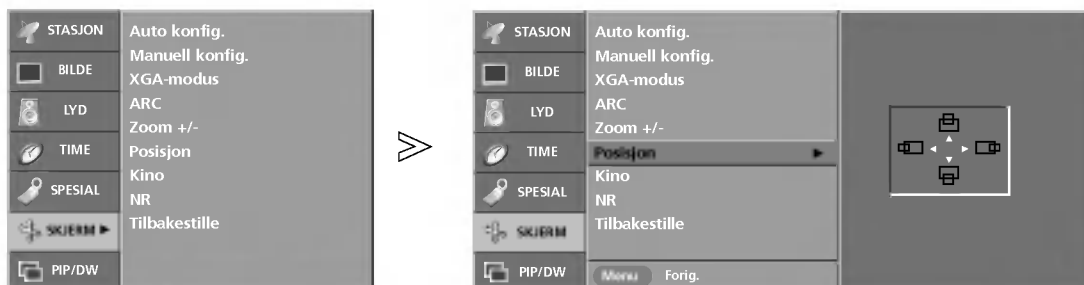 STASJON
BILDE
LYD
TIME
SPESIAL
SKJERM
PIP/DW
Auto konfig.
Manuell konfig.
XGA-modus
ARC
Zoom +/-
Posisjon
Kino
NR
Tilbakestille
STASJON
BILDE
LYD
TIME
SPESIAL
SKJERM
PIP/DW
Auto konfig.
Manuell konfig.
XGA-modus
ARC
Zoom +/-
Posisjon
Kino
NR
Tilbakestille
Menu Forig.